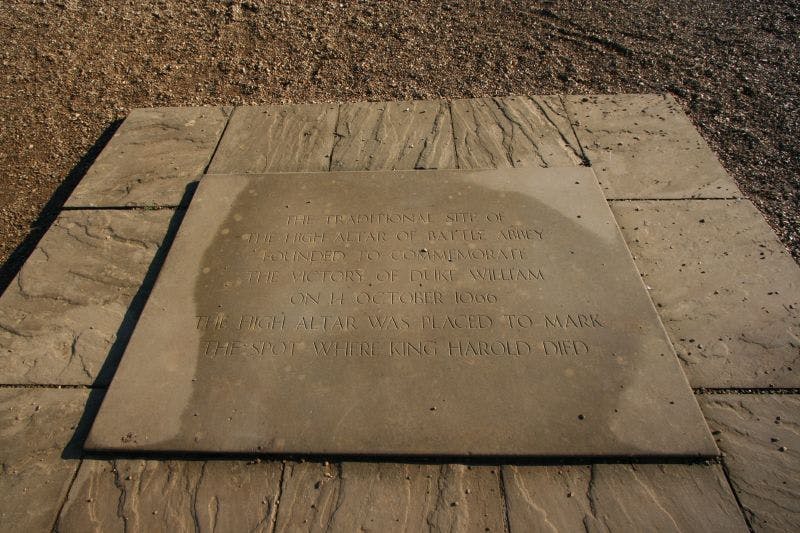 THE TRADITIONAL SITE OF
THE HIGH ALTAR OF BATTLE ABBEY
FOUNDED TO COMMEMORATE
THE VICTORY OF DUKE WILLIAM
ON 14 OCTOBER 1066
THE HIGH ALTAR WAS PLACED TO MARK
THE SPOT WHERE KING HAROLD DIED